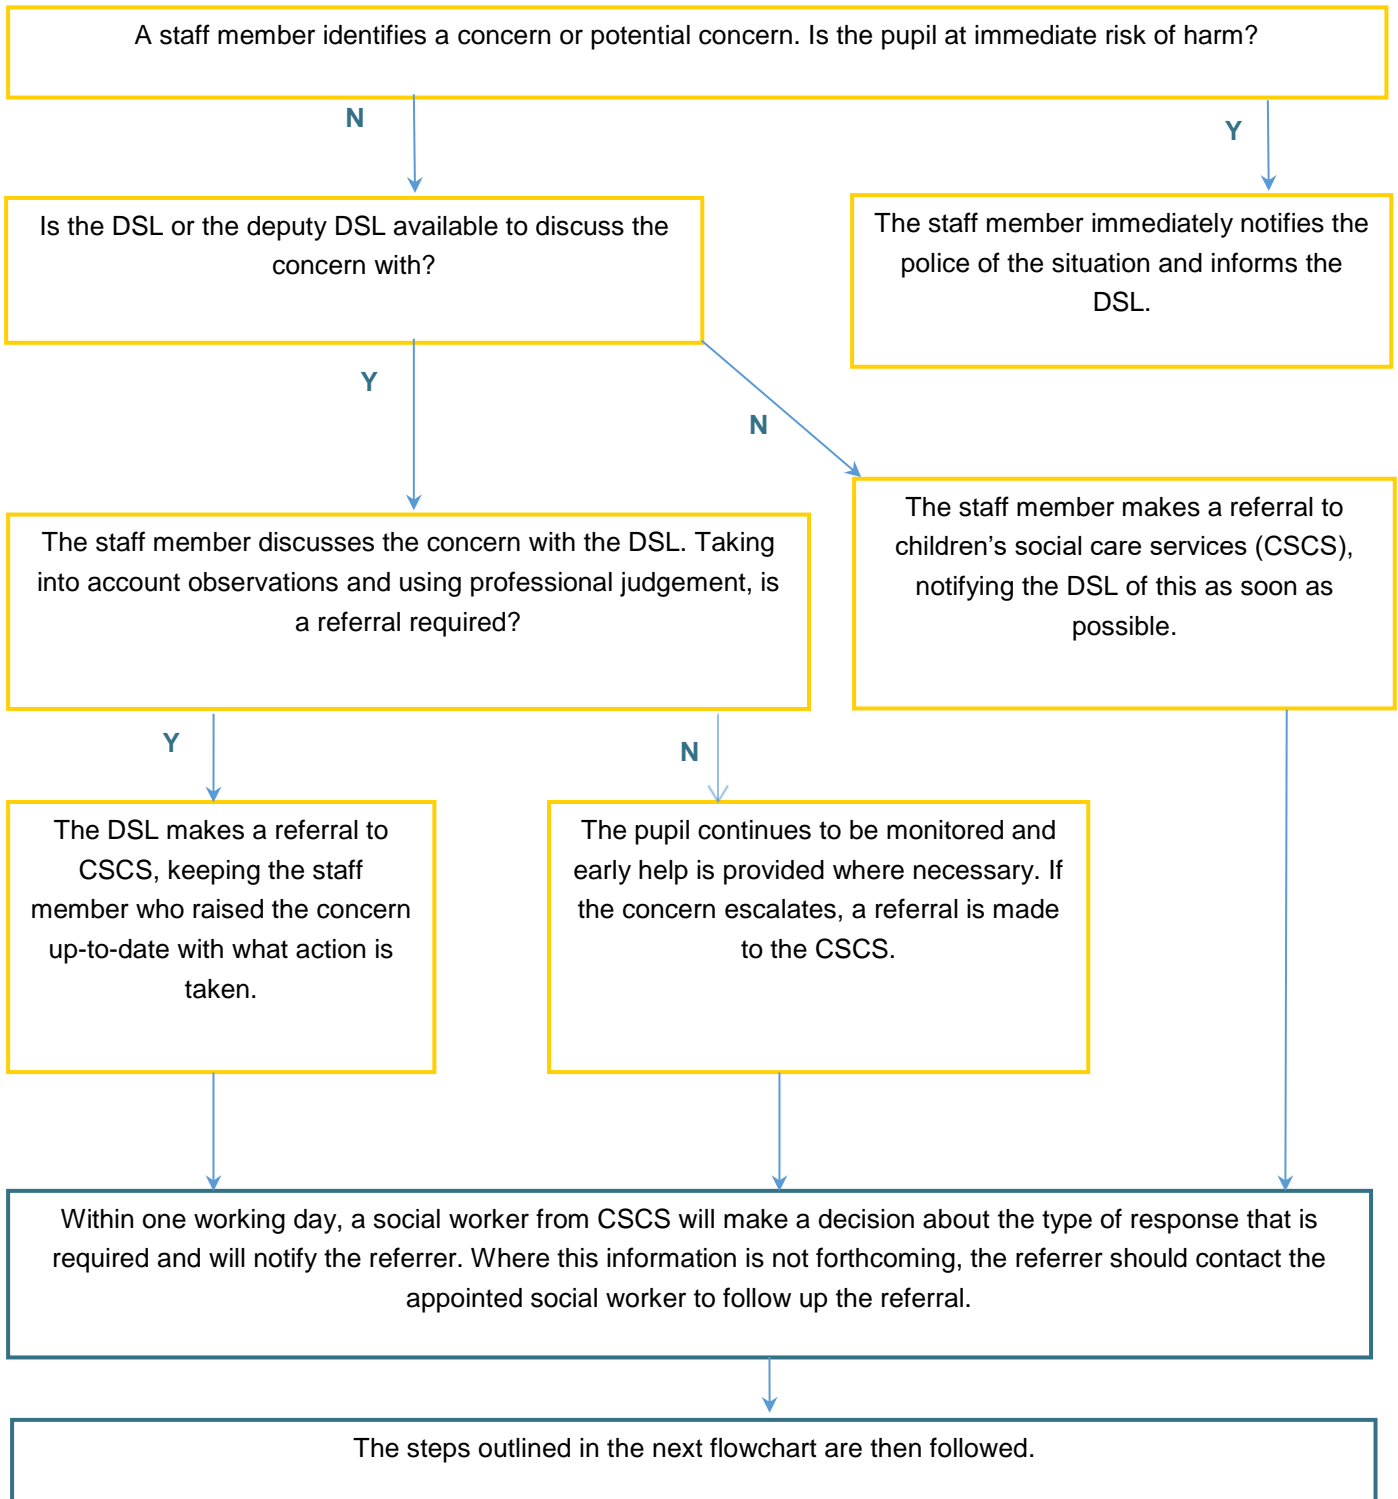 A staff member identifies a concern or potential concern. Is the pupil at immediate risk of harm?
N
Y
Is the DSL or the deputy DSL available to discuss the
concern with?
The staff member immediately notifies the
police of the situation and informs the
DSL.
Y
N
The staff member discusses the concern with the DSL. Taking
into account observations and using professional judgement, is
a referral required?
The staff member makes a referral to
children’s social care services (CSCS),
notifying the DSL of this as soon as
possible.
Y
N
The DSL makes a referral to
CSCS, keeping the staff
member who raised the concern
up-to-date with what action is
taken.
The pupil continues to be monitored and
early help is provided where necessary. If
the concern escalates, a referral is made
to the CSCS.
Within one working day, a social worker from CSCS will make a decision about the type of response that is
required and will notify the referrer. Where this information is not forthcoming, the referrer should contact the
appointed social worker to follow up the referral.
The steps outlined in the next flowchart are then followed.